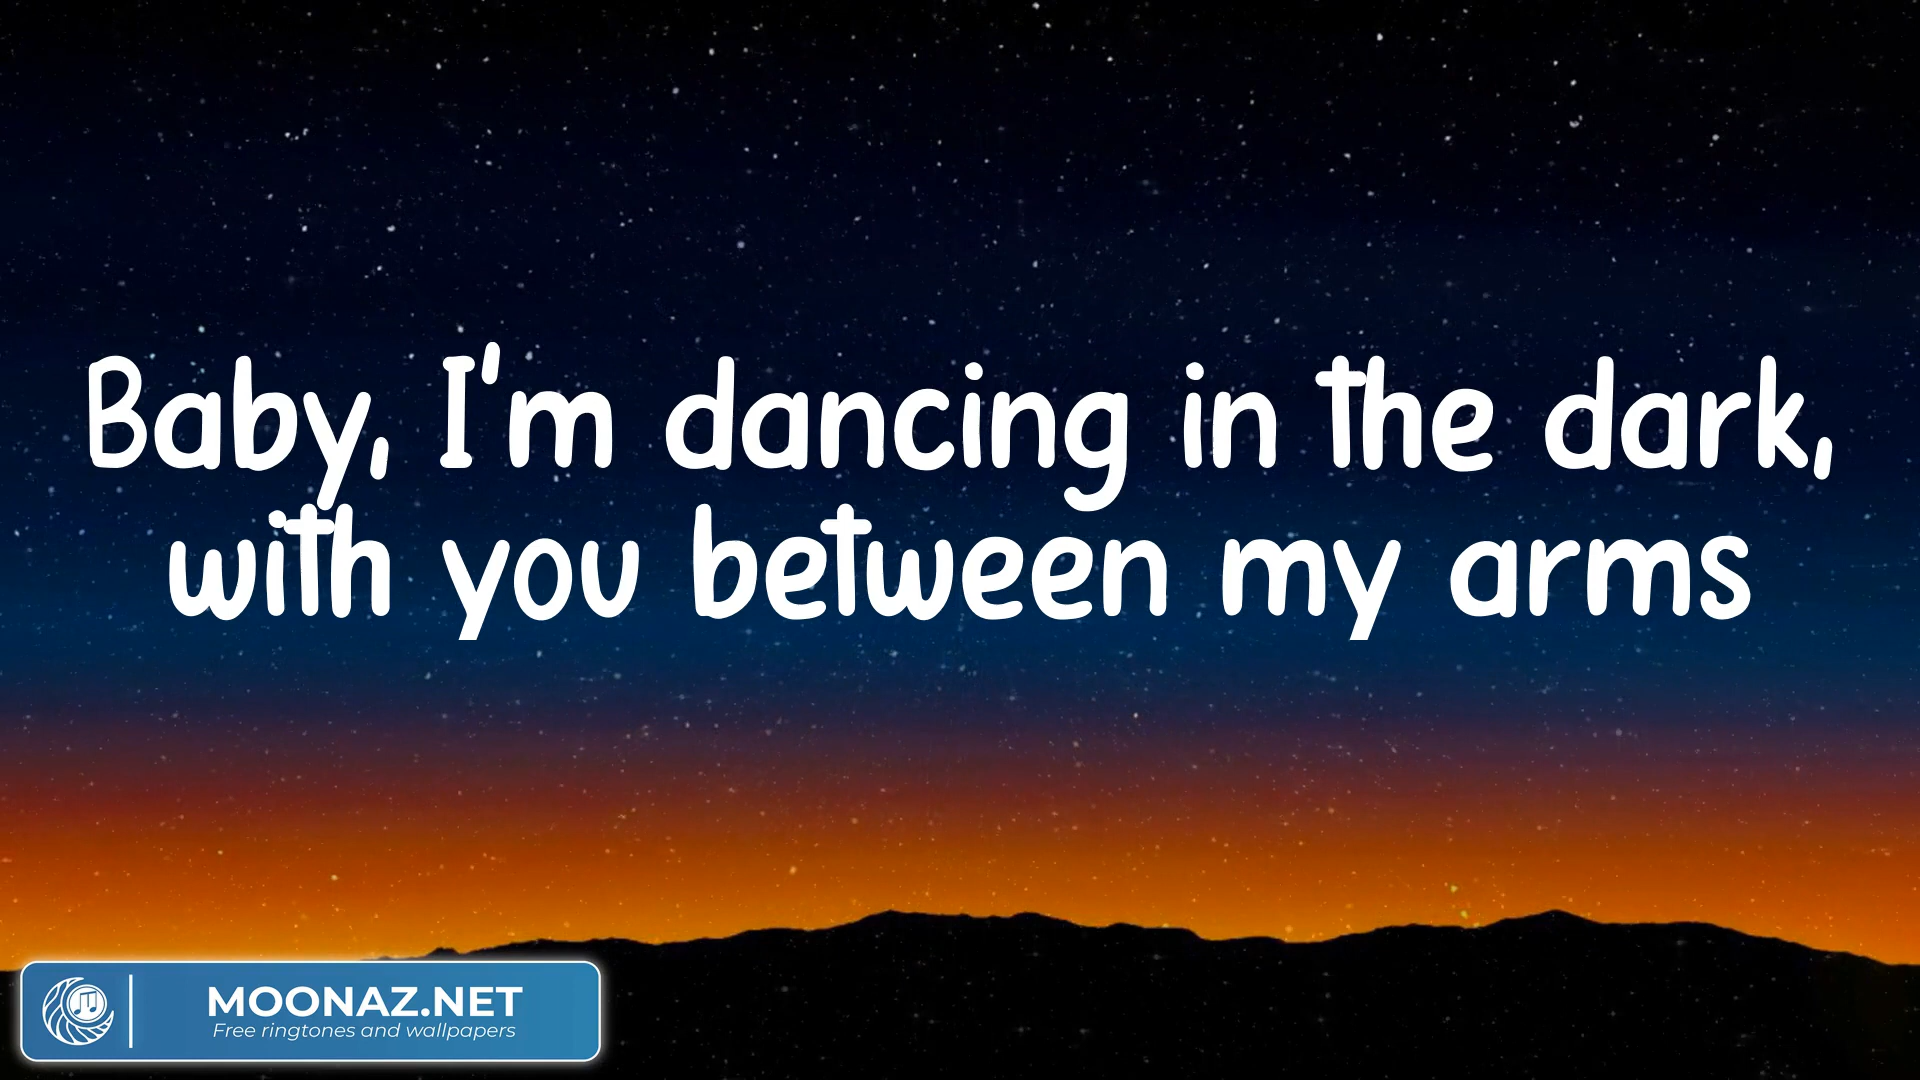 Baby, I'm dancing in the dark,
with you between my arms
MOONAZ.NET
Free ringtones and wallpapers